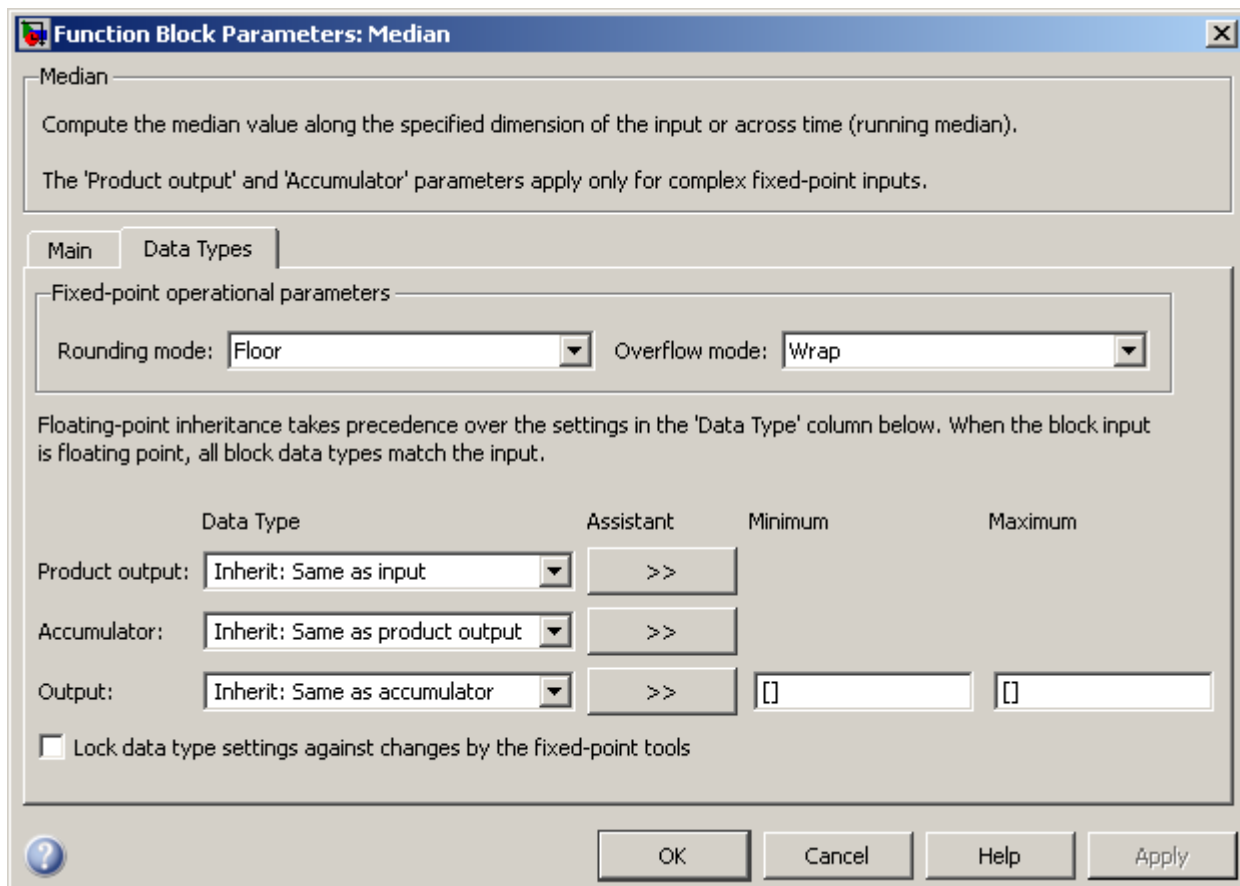 Function Block Parameters: Median
Median
Compute the median value along the specified dimension of the input or across time (running median).
The 'Product output' and 'Accumulator' parameters apply only for complex fixed-point inputs.
Main Data Types
Fixed-point operational parameters
Rounding mode: Floor Overflow mode: Wrap
Floating-point inheritance takes precedence over the settings in the 'Data Type' column below. When the block input
is floating point, all block data types match the input.
Data Type Assistant Minimum Maximum
Product output: Inherit: Same as input >>
Accumulator: Inherit: Same as product output >>
Output: Inherit: Same as accumulator >> [] []
Lock data type settings against changes by the fixed-point tools
? OK Cancel Help Apply